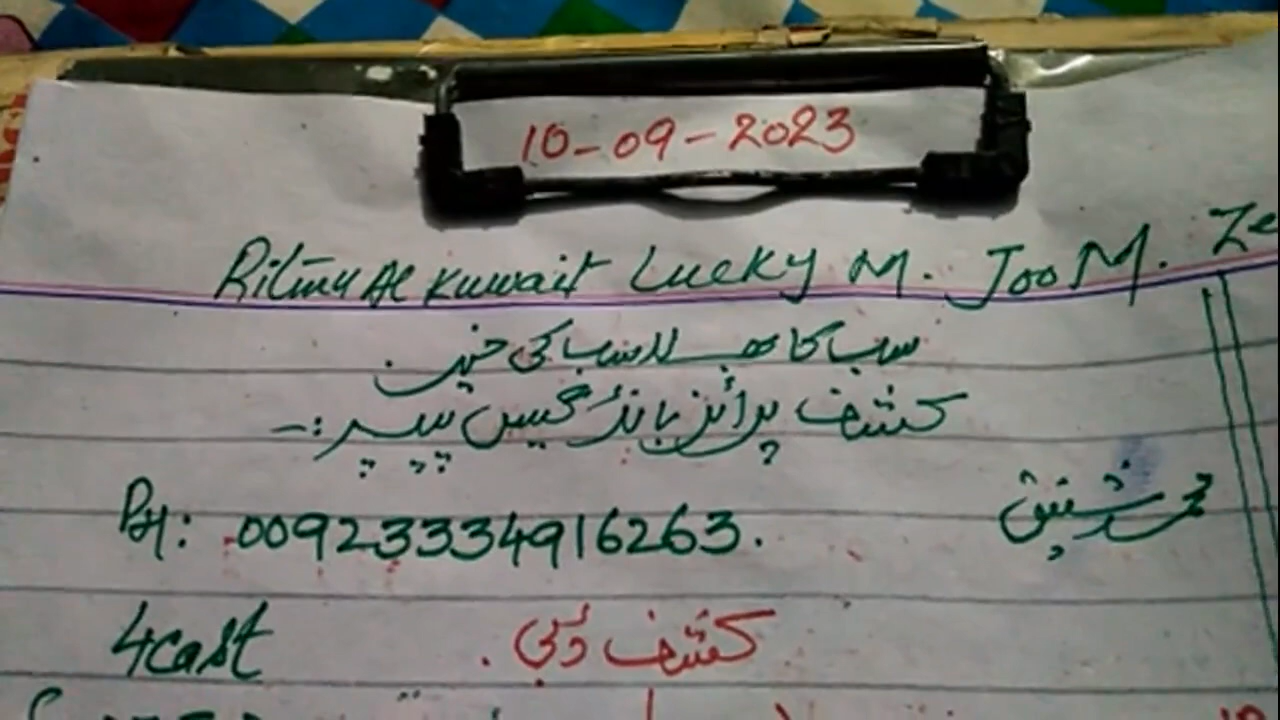 10-09-2023
Al Kuwait Lucky M. Joo M. Ze
سب کا بھلا سب کی خیر
کشف پرائز بانڈ گیس پیپر:-
Ph: 00923334916263.
محمد شفیق
4cast
کشف دبئی.